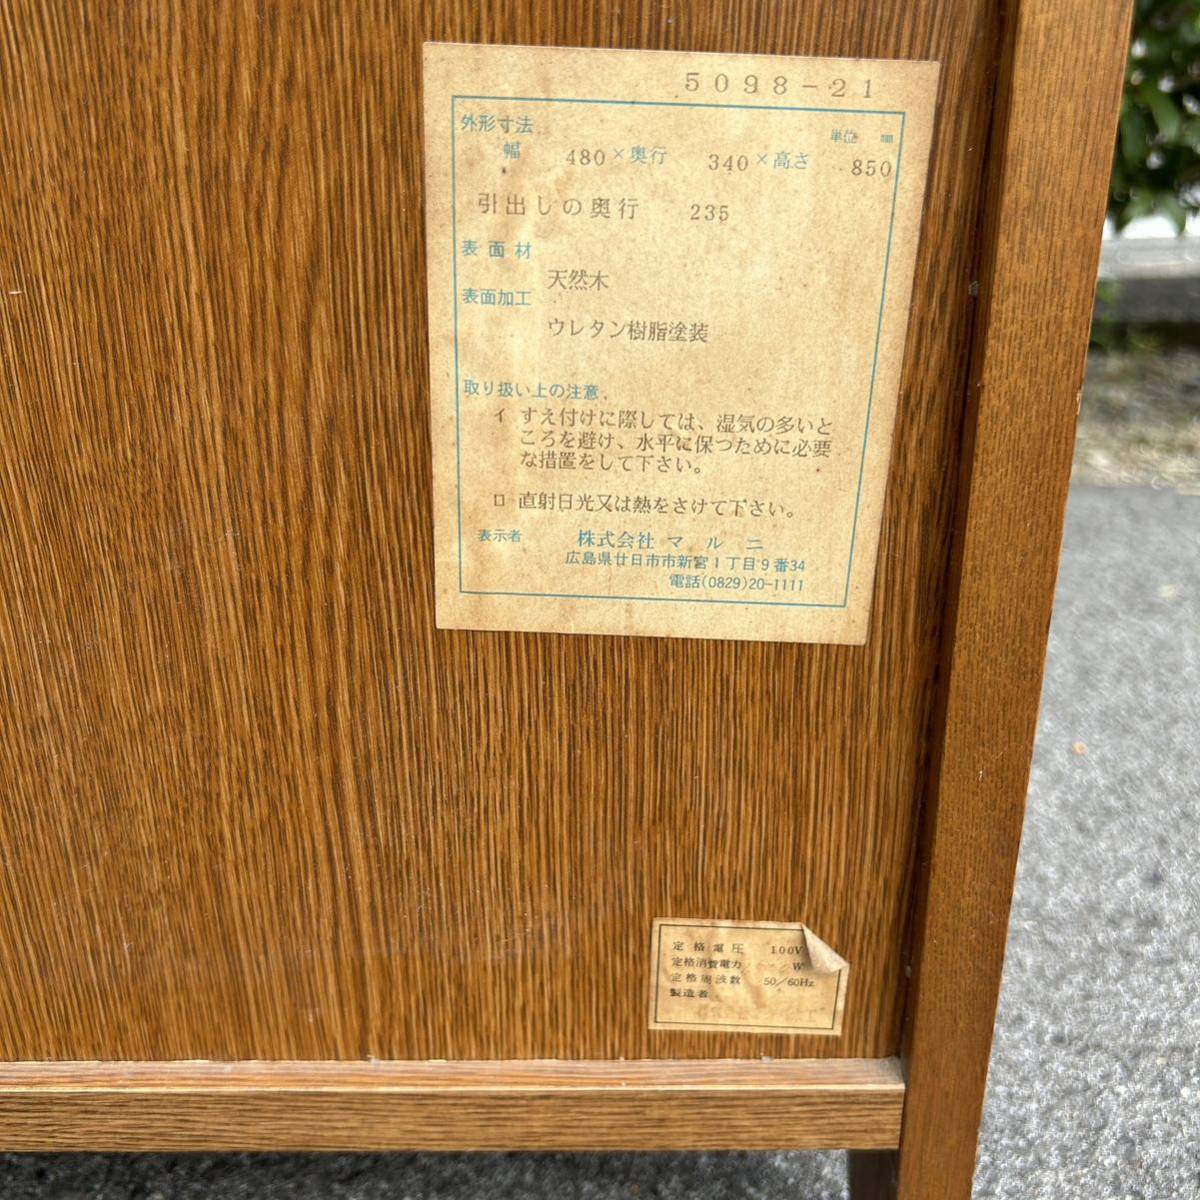 5098-21
外形寸法 単位 mm
幅 480×奥行 340×高さ 850
引出しの奥行 235
表面材
天然木
表面加工
ウレタン樹脂塗装
取り扱い上の注意
イ すえ付けに際しては、湿気の多いと
ころを避け、水平に保つために必要
な措置をして下さい。
ロ 直射日光又は熱をさけて下さい。
表示者 株式会社 マルニ
広島県廿日市市新宮1丁目9番34
電話(0829)20-1111
定格電圧 100V
定格消費電力 W
定格周波数 50/60Hz
製造者